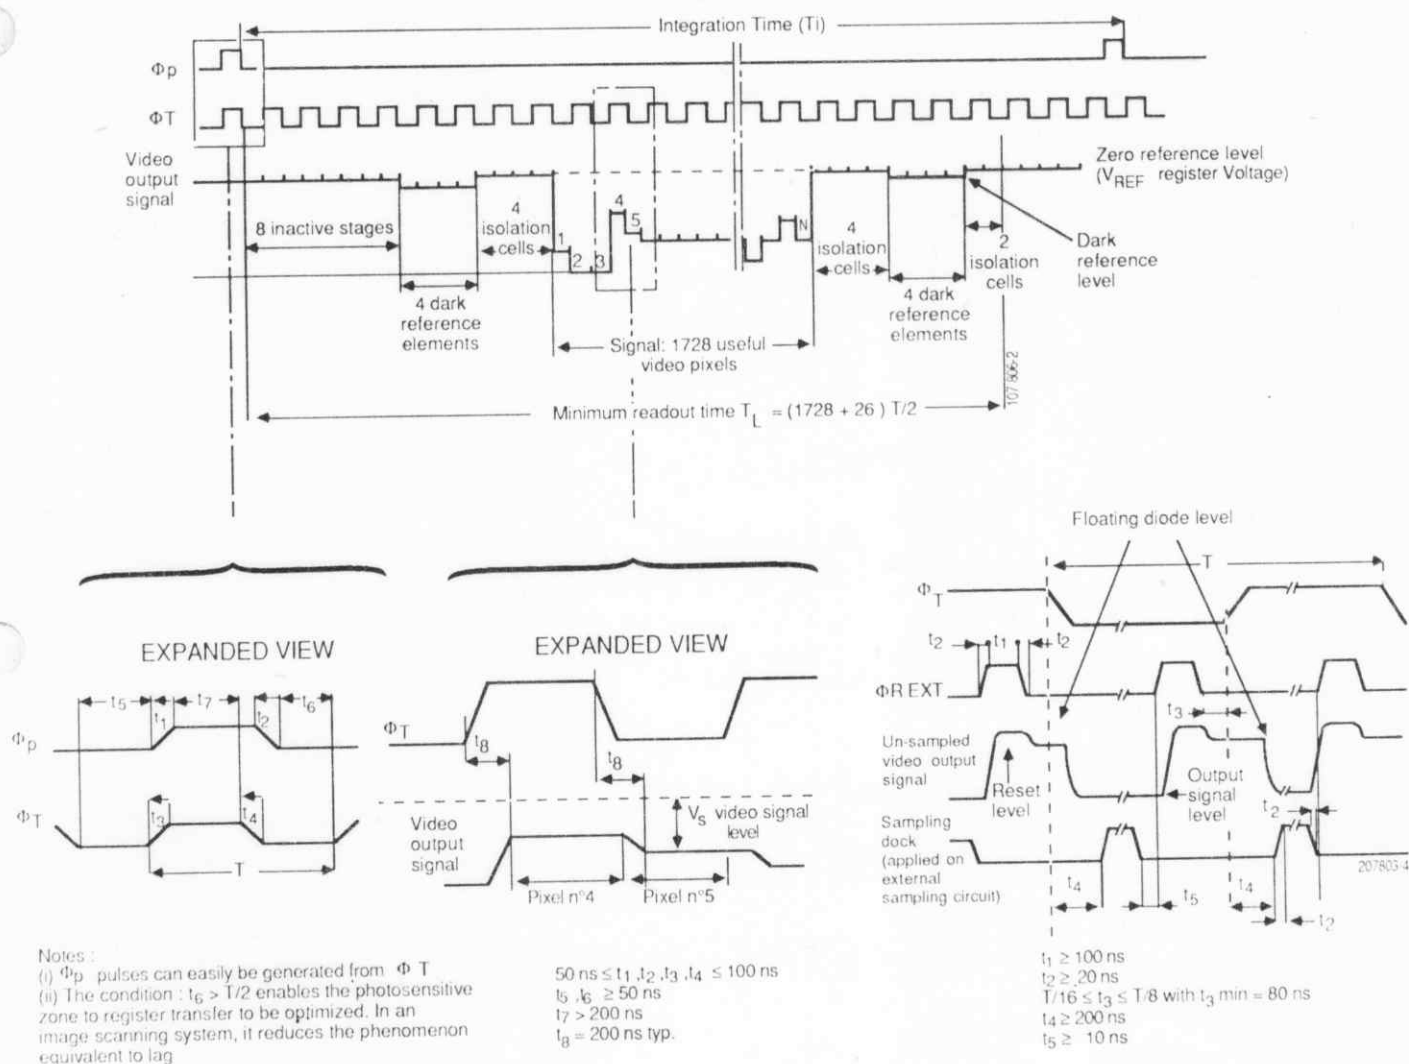 Integration Time (Ti)
Φp
ΦT
Video
output
signal
Zero reference level
(VREF register Voltage)
8 inactive stages
4
isolation
cells
1
2
3
4
5
N
4
isolation
cells
2
isolation
cells
Dark
reference
level
4 dark
reference
elements
4 dark
reference
elements
Signal: 1728 useful
video pixels
107 806-2
Minimum readout time TL = (1728 + 26 ) T/2
Floating diode level
T
ΦT
EXPANDED VIEW
EXPANDED VIEW
t2
t1
t2
ΦR EXT
t5
t1
t7
t2
t6
Φp
ΦT
t8
t8
t3
Un-sampled
video output
signal
Reset
level
Output
signal
level
t2
ΦT
t3
t4
T
Vs video signal
level
Video
output
signal
Pixel n°4
Pixel n°5
Sampling
dock
(applied on
external
sampling circuit)
207803-4
t4
t5
t4
t2
Notes :
(i) Φp pulses can easily be generated from Φ T
(ii) The condition : t6 > T/2 enables the photosensitive
zone to register transfer to be optimized. In an
image scanning system, it reduces the phenomenon
equivalent to lag
50 ns ≤ t1 ,t2 ,t3 ,t4 ≤ 100 ns
t5 ,t6 ≥ 50 ns
t7 > 200 ns
t8 = 200 ns typ.
t1 ≥ 100 ns
t2 ≥ 20 ns
T/16 ≤ t3 ≤ T/8 with t3 min = 80 ns
t4 ≥ 200 ns
t5 ≥ 10 ns